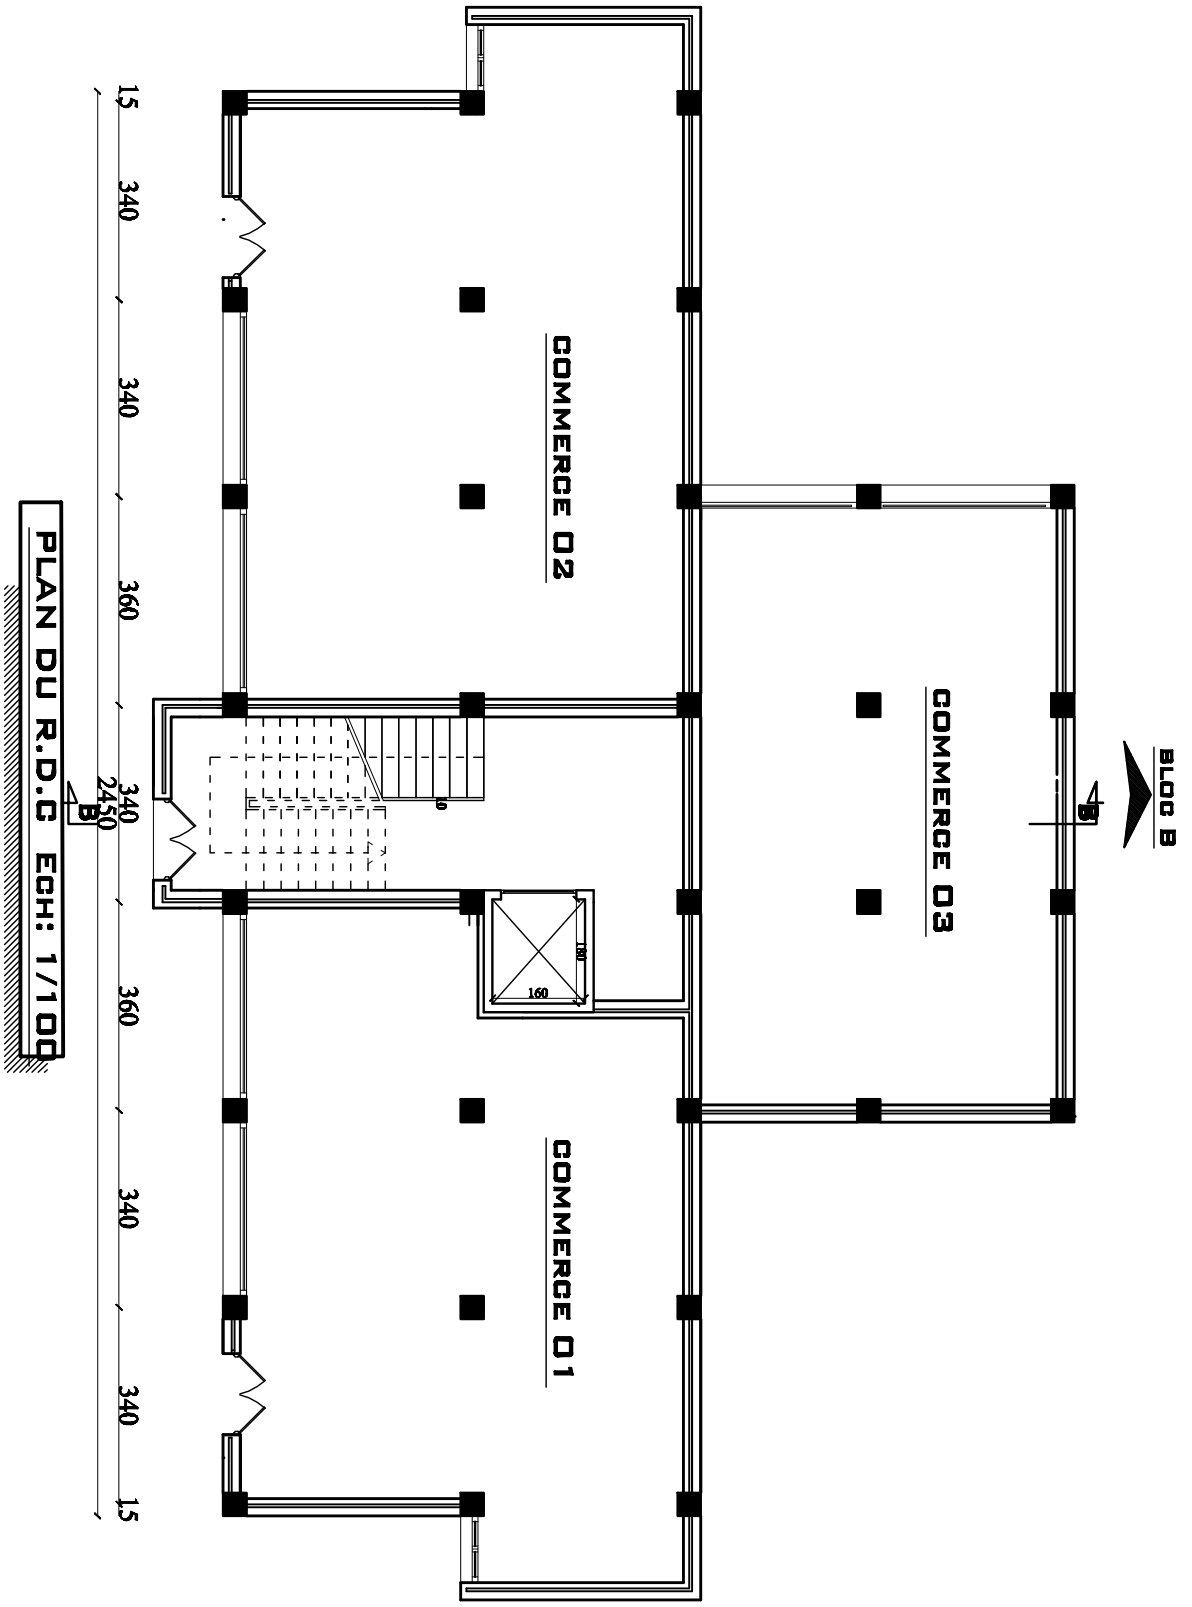 BLOC B
B
COMMERCE 03
COMMERCE 02
COMMERCE 01
180
160
15 340 340 360 340 360 340 340 15
2450
B
PLAN DU R.D.C ECH: 1/100